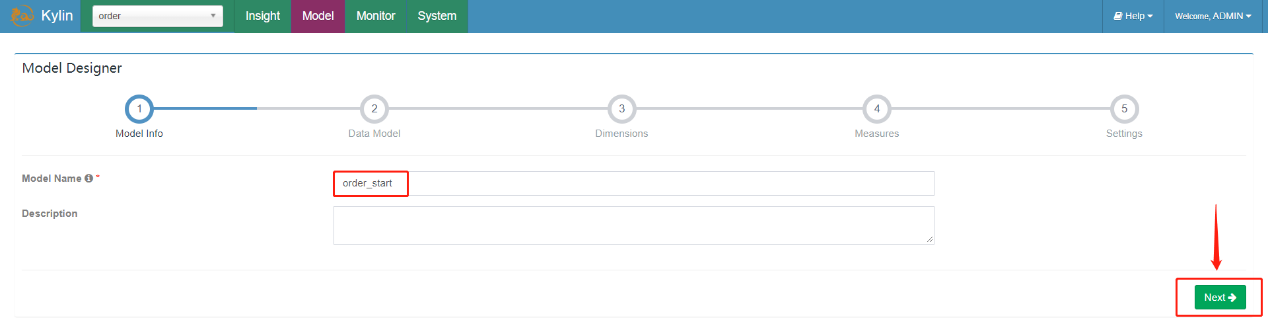 Kylin order Insight Model Monitor System Help Welcome, ADMIN
Model Designer
1 2 3 4 5
Model Info Data Model Dimensions Measures Settings
Model Name * order_start
Description
Next